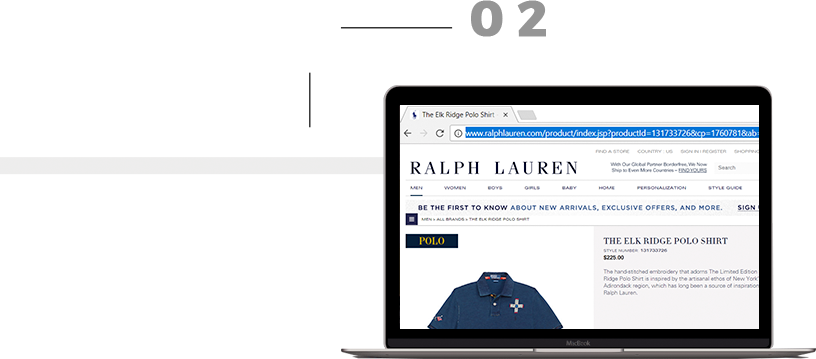 02
The Elk Ridge Polo Shirt
www.ralphlauren.com/product/index.jsp?productId=131733726&cp=1760781&ab=
FIND A STORE COUNTRY: US SIGN IN / REGISTER SHOPPING
RALPH LAUREN
With Our Global Partner Borderfree, We Now
Ship to Even More Countries – FIND YOURS
Search
MEN WOMEN BOYS GIRLS BABY HOME PERSONALIZATION STYLE GUIDE
BE THE FIRST TO KNOW ABOUT NEW ARRIVALS, EXCLUSIVE OFFERS, AND MORE. SIGN
MEN > ALL BRANDS > THE ELK RIDGE POLO SHIRT
POLO
THE ELK RIDGE POLO SHIRT
STYLE NUMBER: 131733726
$225.00
The hand-stitched embroidery that adorns The Limited Edition
Ridge Polo Shirt is inspired by the artisanal ethos of New York'
Adirondack region, which has long been a source of inspiration
Ralph Lauren.
MacBook